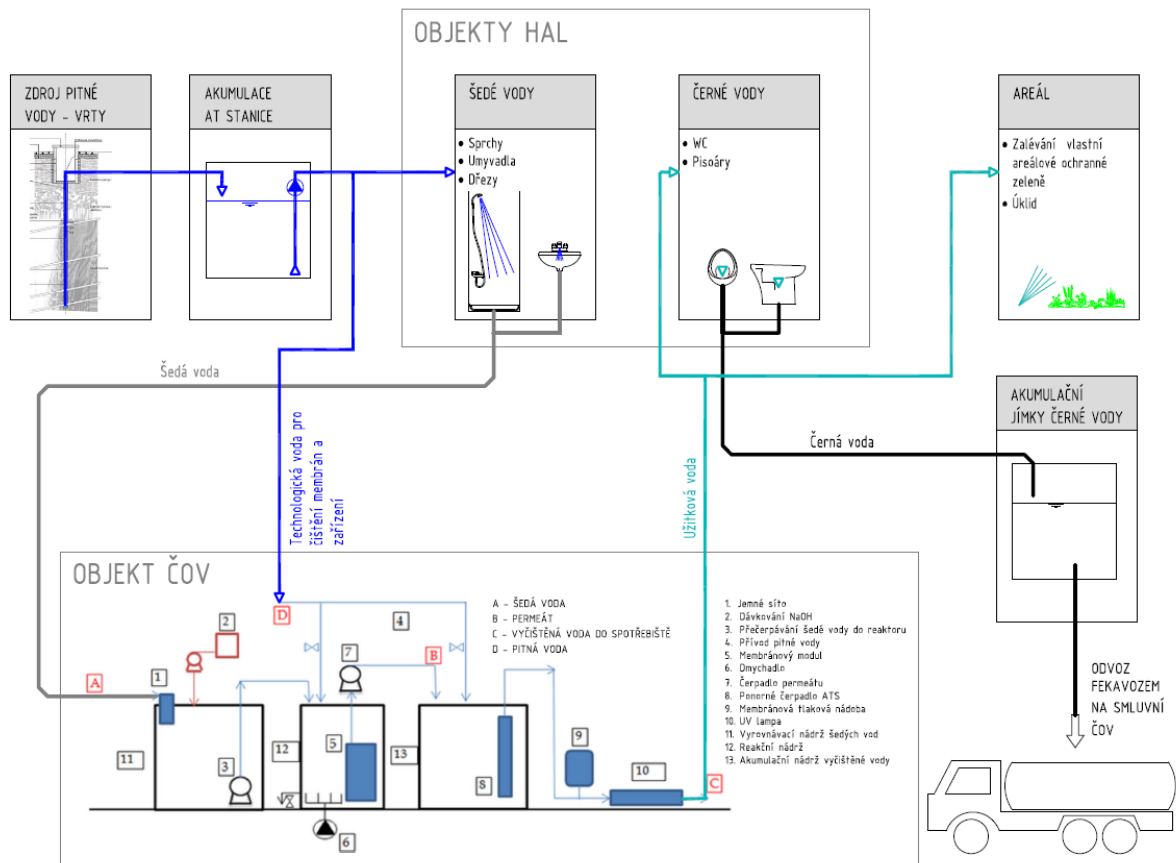 OBJEKTY HAL
ZDROJ PITNÉ
VODY - VRTY
AKUMULACE
AT STANICE
ŠEDÉ VODY
• Sprchy
• Umyvadla
• Dřezy
ČERNÉ VODY
• WC
• Pisoáry
AREÁL
• Zalévání vlastní
areálové ochranné
zeleně
• Úklid
Šedá voda
Technologická voda pro
čištění membrán a
zařízení
Užitková voda
Černá voda
AKUMULAČNÍ
JÍMKY ČERNÉ VODY
ODVOZ
FEKAVOZEM
NA SMLUVNÍ
ČOV
OBJEKT ČOV
A - ŠEDÁ VODA
B - PERMEÁT
C - VYČIŠTĚNÁ VODA DO SPOTŘEBIŠTĚ
D - PITNÁ VODA
1. Jemné síto
2. Dávkování NaOH
3. Přečerpávání šedé vody do reaktoru
4. Přívod pitné vody
5. Membránový modul
6. Dmychadlo
7. Čerpadlo permeátu
8. Ponorné čerpadlo ATS
9. Membránová tlaková nádoba
10. UV lampa
11. Vyrovnávací nádrž šedých vod
12. Reakční nádrž
13. Akumulační nádrž vyčištěné vody
D
2
4
7
B
A
1
9
11
3
12
5
13
8
10
C
6